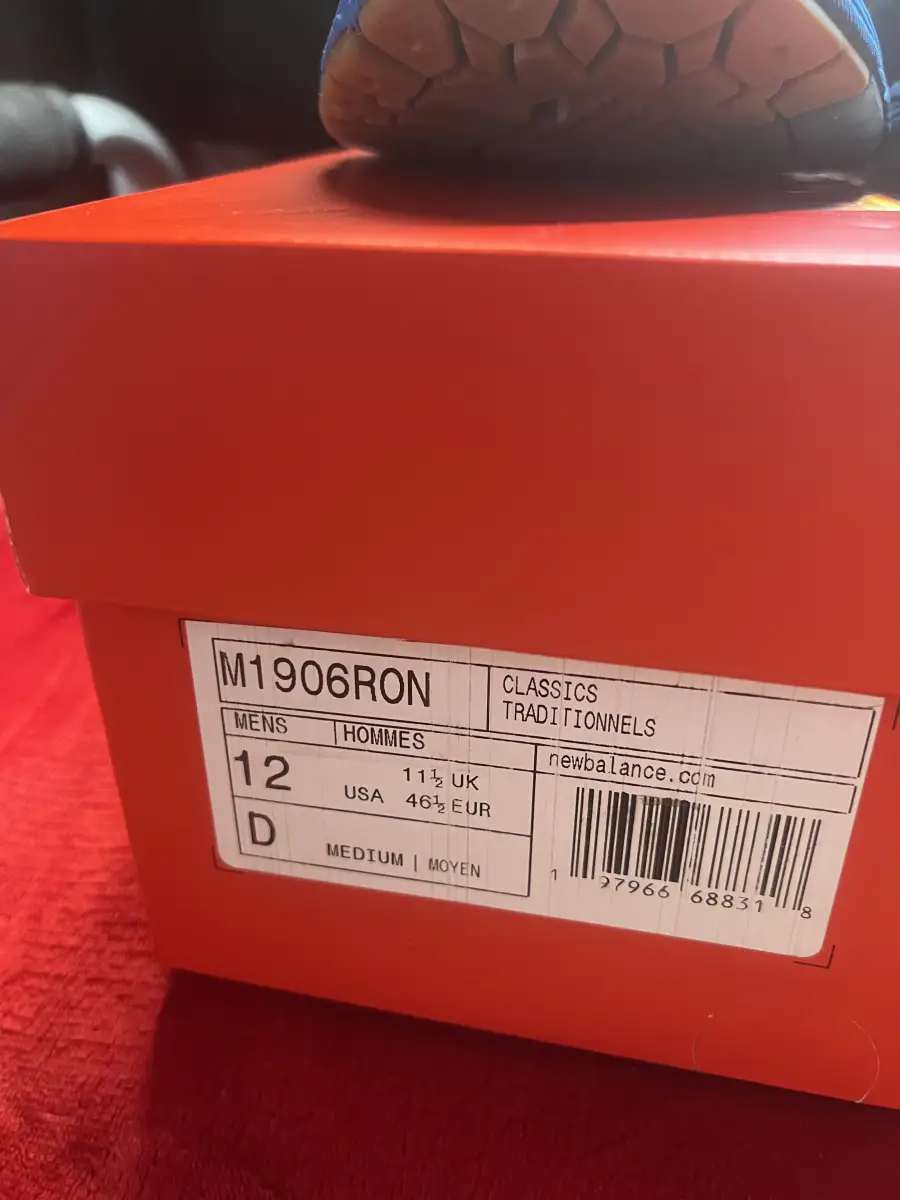 M1906RON
CLASSICS
TRADITIONNELS
MENS
HOMMES
newbalance.com
12
11½ UK
USA 46½ EUR
D
MEDIUM | MOYEN
1 97966 68831 8